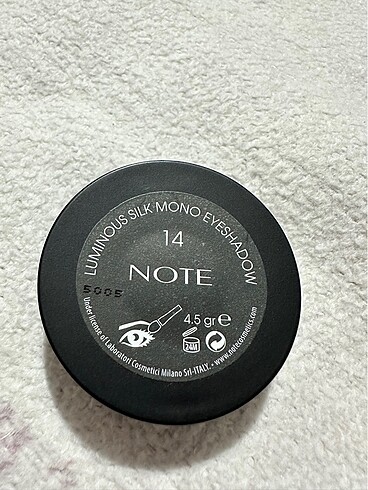 LUMINOUS SILK MONO EYESHADOW
14
NOTE
5005
4.5 gr e
24M
Under license of Laboratori Cosmetici Milano Srl-ITALY. • www.notecosmetics.com